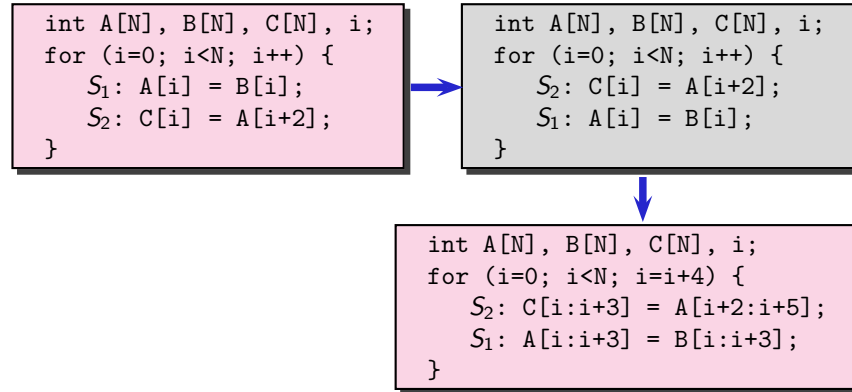 int A[N], B[N], C[N], i;
for (i=0; i<N; i++) {
S₁: A[i] = B[i];
S₂: C[i] = A[i+2];
}
int A[N], B[N], C[N], i;
for (i=0; i<N; i++) {
S₂: C[i] = A[i+2];
S₁: A[i] = B[i];
}
int A[N], B[N], C[N], i;
for (i=0; i<N; i=i+4) {
S₂: C[i:i+3] = A[i+2:i+5];
S₁: A[i:i+3] = B[i:i+3];
}